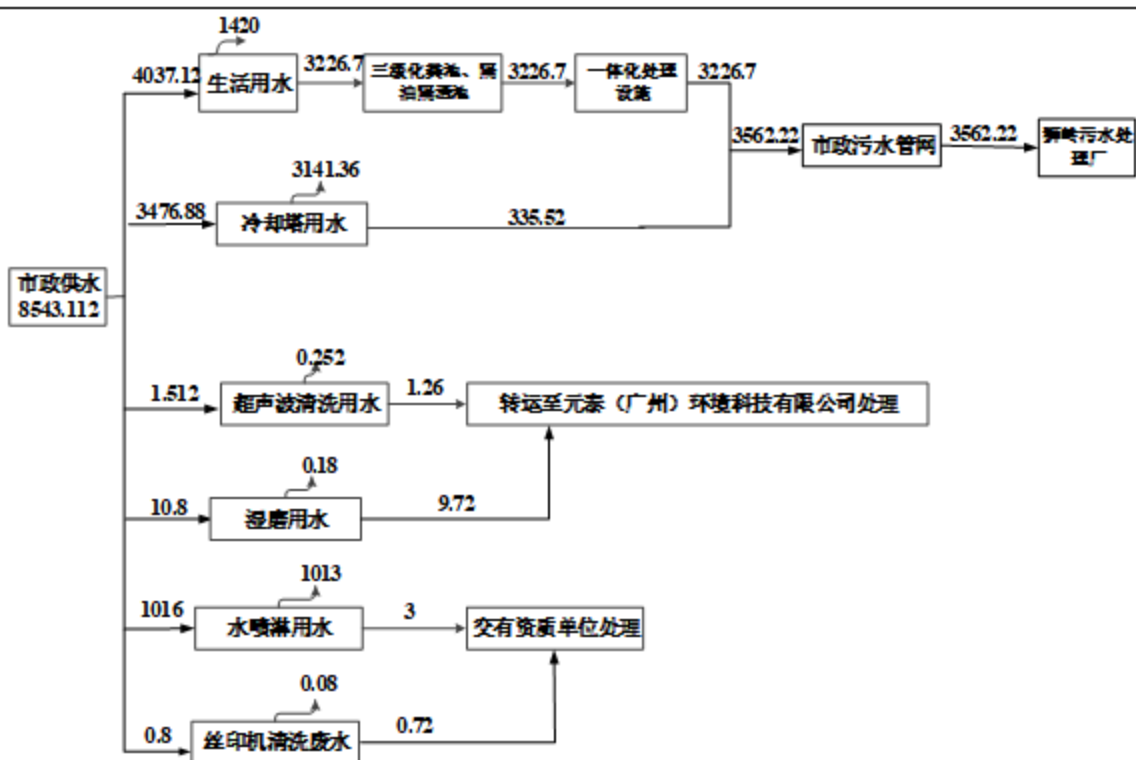 1420
4037.12
生活用水
3226.7
三级化粪池、隔
油隔渣池
3226.7
一体化处理
设施
3226.7
3562.22
市政污水管网
3562.22
狮岭污水处
理厂
3141.36
3476.88
冷却塔用水
335.52
市政供水
8543.112
0.252
1.512
超声波清洗用水
1.26
转运至元泰（广州）环境科技有限公司处理
0.18
10.8
湿磨用水
9.72
1013
1016
水喷淋用水
3
交有资质单位处理
0.08
0.8
丝印机清洗废水
0.72